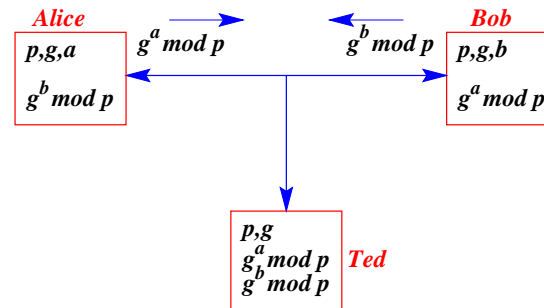 Alice
Bob
g^a mod p
g^b mod p
p,g,a
g^b mod p
p,g,b
g^a mod p
p,g
g^a mod p
g^b mod p
Ted